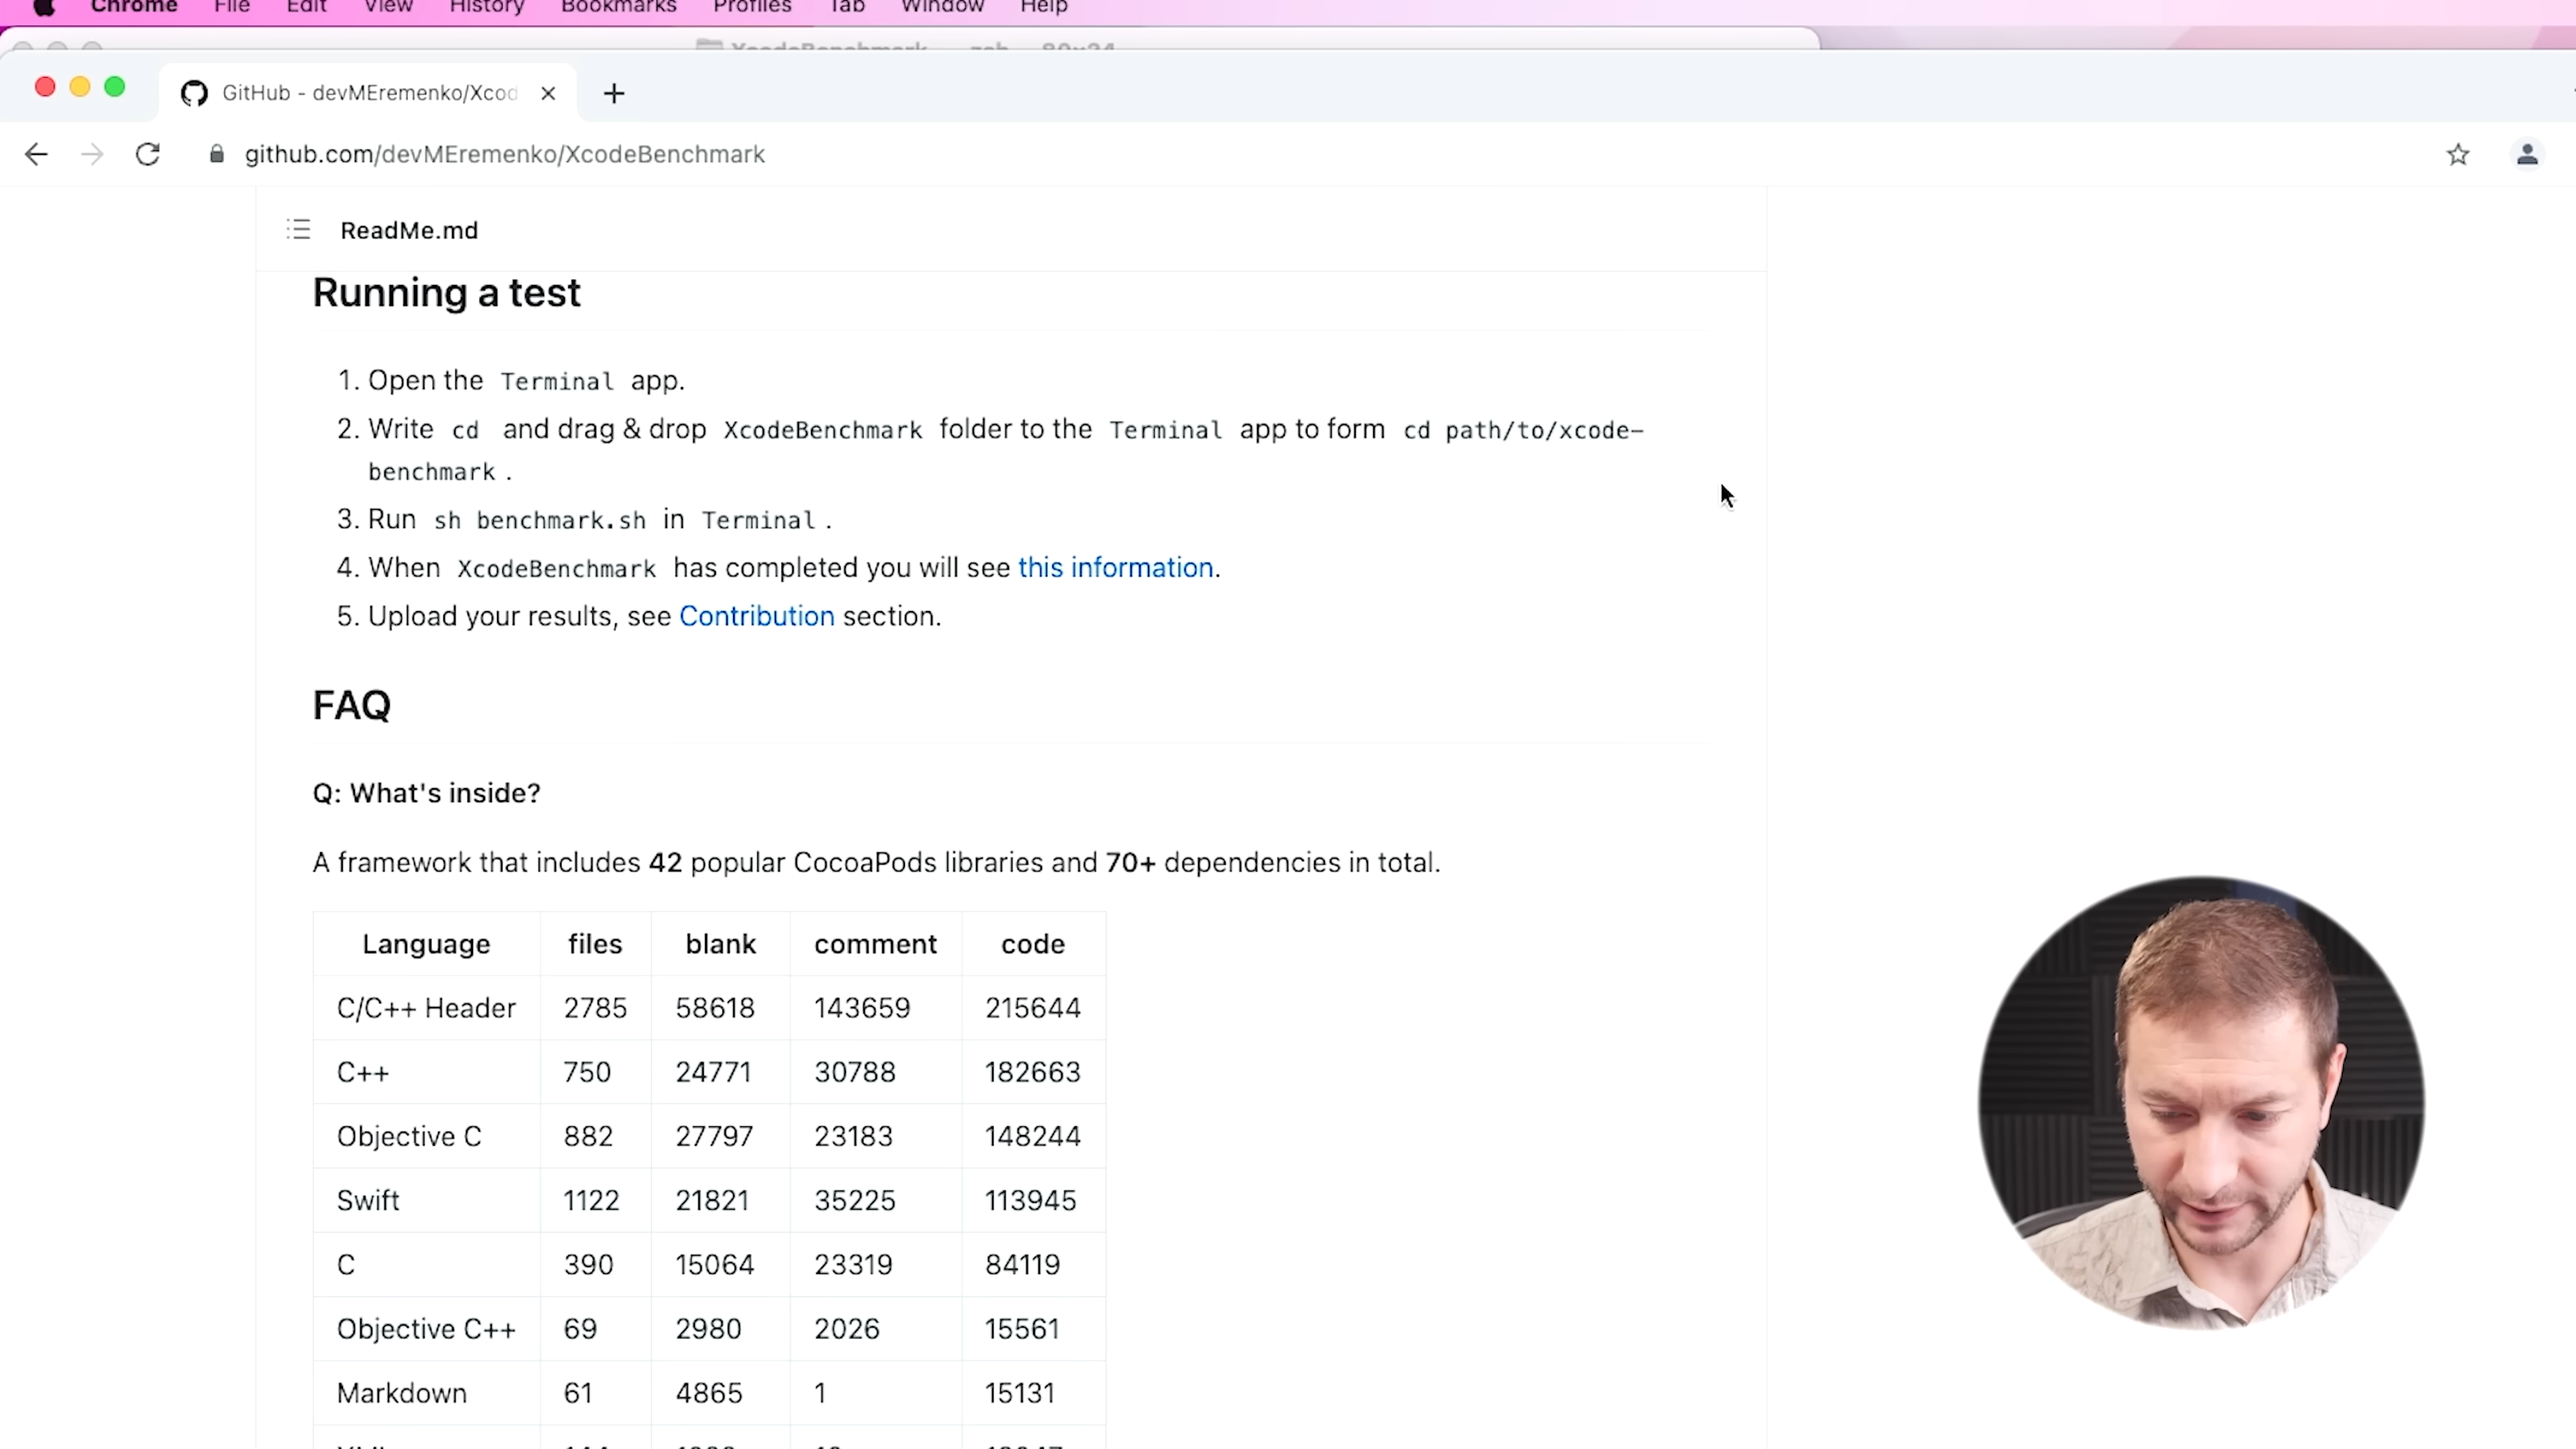 Chrome File Edit View History Bookmarks Profiles Tab Window Help
XcodeBenchmark — zsh — 80×24
GitHub - devMEremenko/Xcod
github.com/devMEremenko/XcodeBenchmark
ReadMe.md
Running a test
1. Open the Terminal app.
2. Write cd and drag & drop XcodeBenchmark folder to the Terminal app to form cd path/to/xcode-
benchmark .
3. Run sh benchmark.sh in Terminal .
4. When XcodeBenchmark has completed you will see this information.
5. Upload your results, see Contribution section.
FAQ
Q: What's inside?
A framework that includes 42 popular CocoaPods libraries and 70+ dependencies in total.
Language files blank comment code
C/C++ Header 2785 58618 143659 215644
C++ 750 24771 30788 182663
Objective C 882 27797 23183 148244
Swift 1122 21821 35225 113945
C 390 15064 23319 84119
Objective C++ 69 2980 2026 15561
Markdown 61 4865 1 15131